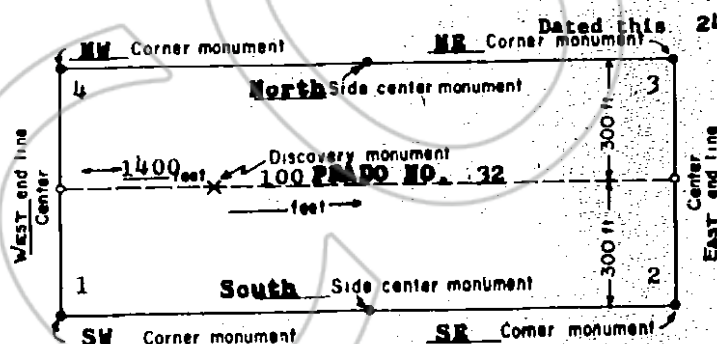 Dated this 2
NW Corner monument NE Corner monument
4 North Side center monument 3
300 ft
WEST end line
Center
1400 feet Discovery monument
100 PRADO NO. 32
feet
Center
EAST end line
300 ft
1 South Side center monument 2
SW Corner monument SE Corner monument